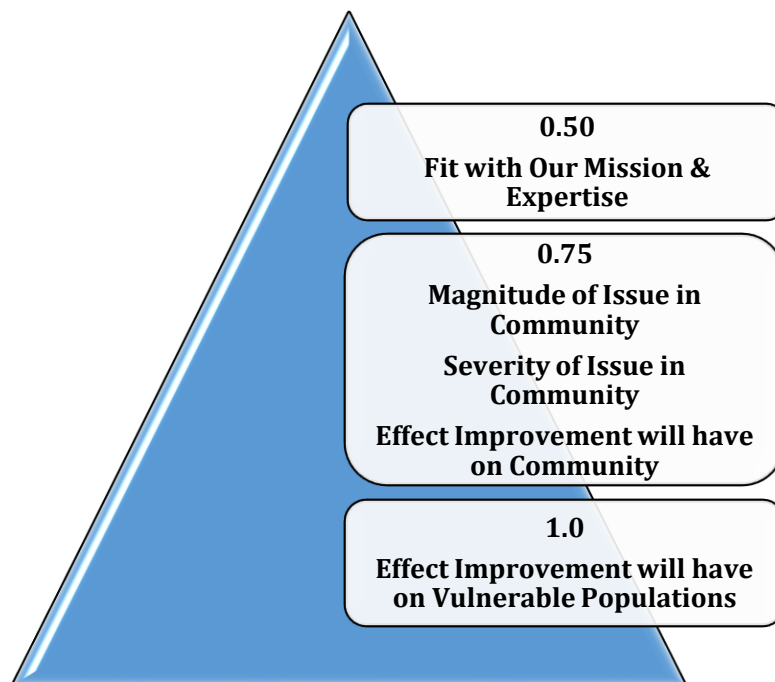 0.50
Fit with Our Mission &
Expertise
0.75
Magnitude of Issue in
Community
Severity of Issue in
Community
Effect Improvement will have
on Community
1.0
Effect Improvement will have
on Vulnerable Populations